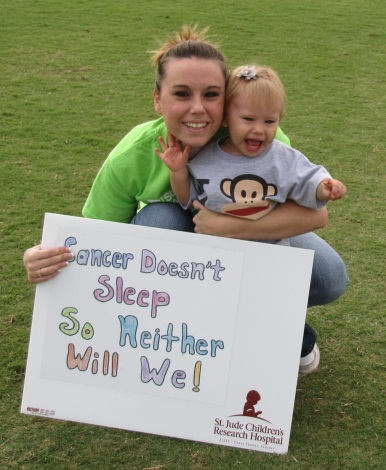 Cancer Doesn't
Sleep
So Neither
Will We!
St. Jude Children's
Research Hospital